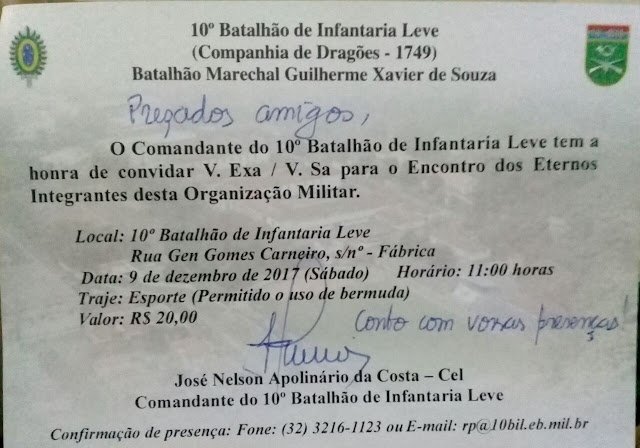 10º Batalhão de Infantaria Leve
(Companhia de Dragões - 1749)
Batalhão Marechal Guilherme Xavier de Souza
Prezados amigos,
O Comandante do 10º Batalhão de Infantaria Leve tem a
honra de convidar V. Exa / V. Sa para o Encontro dos Eternos
Integrantes desta Organização Militar.
Local: 10º Batalhão de Infantaria Leve
Rua Gen Gomes Carneiro, s/nº - Fábrica
Data: 9 de dezembro de 2017 (Sábado) Horário: 11:00 horas
Traje: Esporte (Permitido o uso de bermuda)
Valor: R$ 20,00
Conto com vossas presenças!
José Nelson Apolinário da Costa – Cel
Comandante do 10º Batalhão de Infantaria Leve
Confirmação de presença: Fone: (32) 3216-1123 ou E-mail: rp@10bil.eb.mil.br